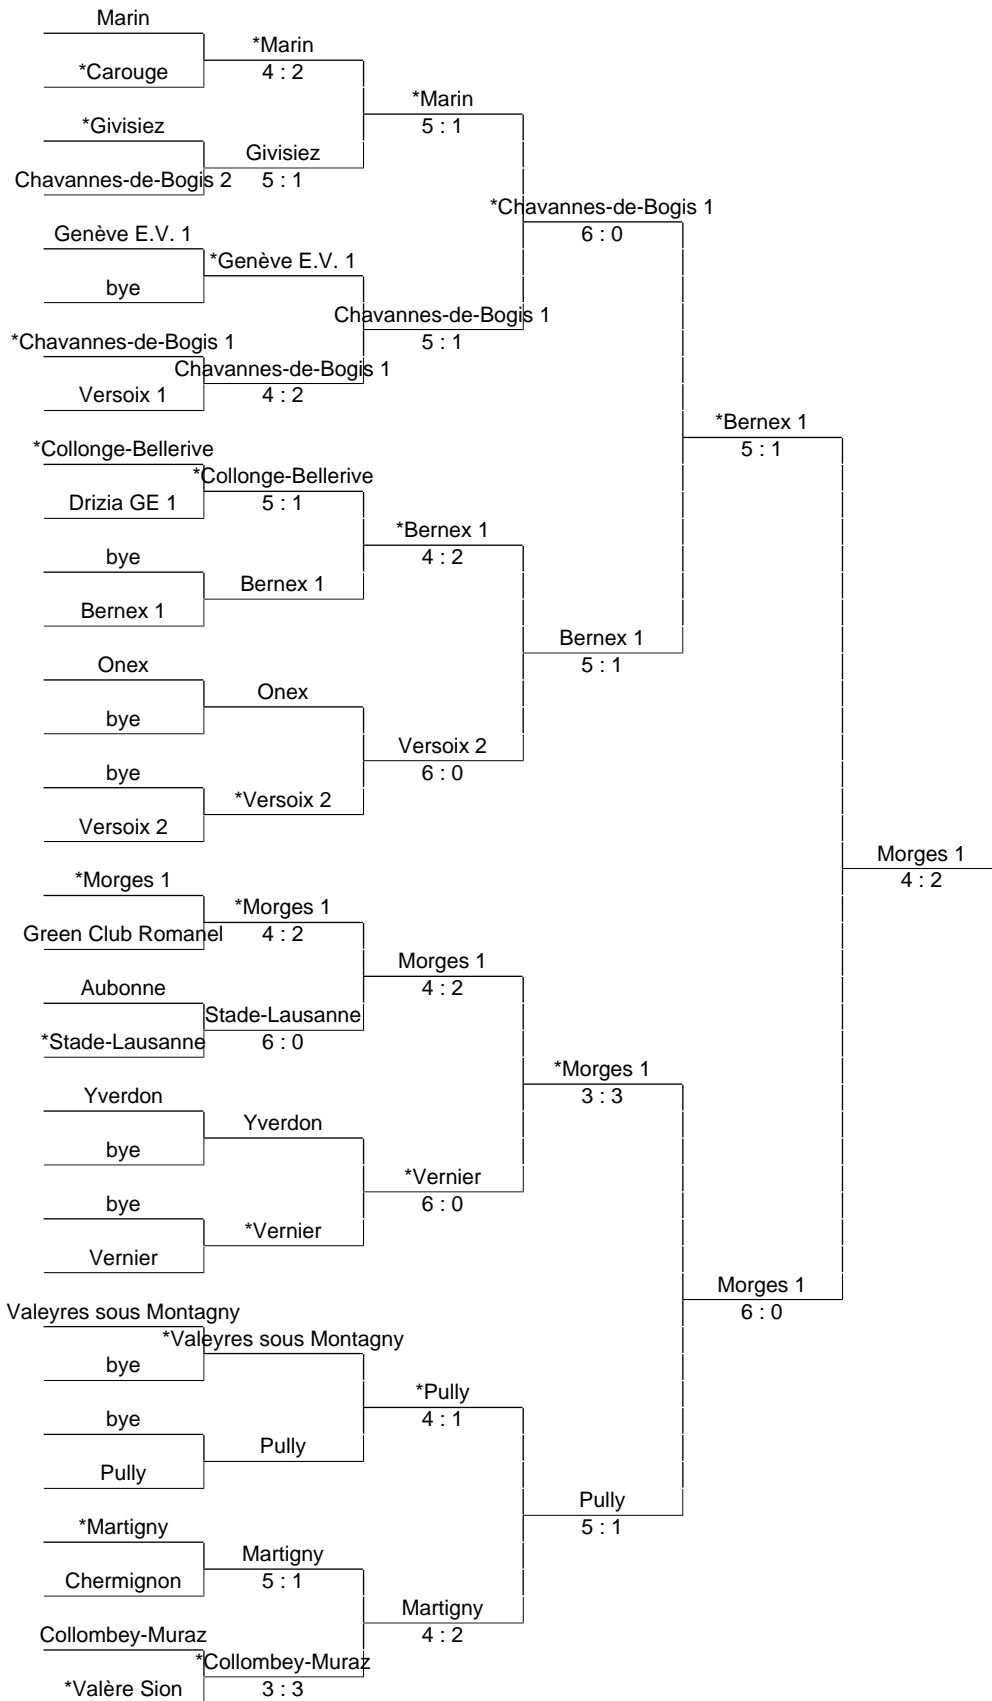 Marin
*Marin
*Carouge
4 : 2
*Marin
*Givisiez
5 : 1
Givisiez
Chavannes-de-Bogis 2
5 : 1
*Chavannes-de-Bogis 1
Genève E.V. 1
6 : 0
*Genève E.V. 1
bye
Chavannes-de-Bogis 1
*Chavannes-de-Bogis 1
5 : 1
Chavannes-de-Bogis 1
Versoix 1
4 : 2
*Bernex 1
*Collonge-Bellerive
5 : 1
*Collonge-Bellerive
Drizia GE 1
5 : 1
*Bernex 1
bye
4 : 2
Bernex 1
Bernex 1
Bernex 1
Onex
5 : 1
Onex
bye
Versoix 2
bye
6 : 0
*Versoix 2
Versoix 2
Morges 1
*Morges 1
4 : 2
*Morges 1
Green Club Romanel
4 : 2
Morges 1
Aubonne
4 : 2
Stade-Lausanne
*Stade-Lausanne
6 : 0
*Morges 1
Yverdon
3 : 3
Yverdon
bye
*Vernier
bye
6 : 0
*Vernier
Vernier
Morges 1
Valeyres sous Montagny
6 : 0
*Valeyres sous Montagny
bye
*Pully
bye
4 : 1
Pully
Pully
Pully
*Martigny
5 : 1
Martigny
Chermignon
5 : 1
Martigny
Collombey-Muraz
4 : 2
*Collombey-Muraz
*Valère Sion
3 : 3